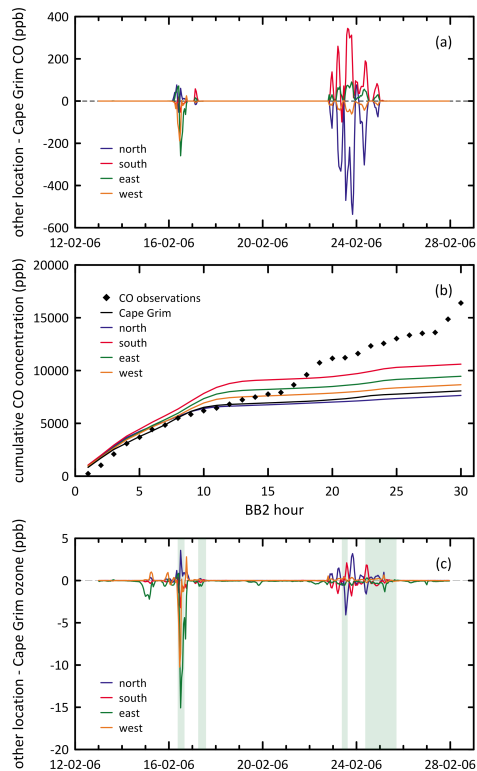 other location - Cape Grim CO (ppb)
400
200
0
-200
-400
-600
(a)
north
south
east
west
12-02-06 16-02-06 20-02-06 24-02-06 28-02-06
cumulative CO concentration (ppb)
20000
15000
10000
5000
0
(b)
CO observations
Cape Grim
north
south
east
west
0 5 10 15 20 25 30
BB2 hour
other location - Cape Grim ozone (ppb)
5
0
-5
-10
-15
-20
(c)
north
south
east
west
12-02-06 16-02-06 20-02-06 24-02-06 28-02-06